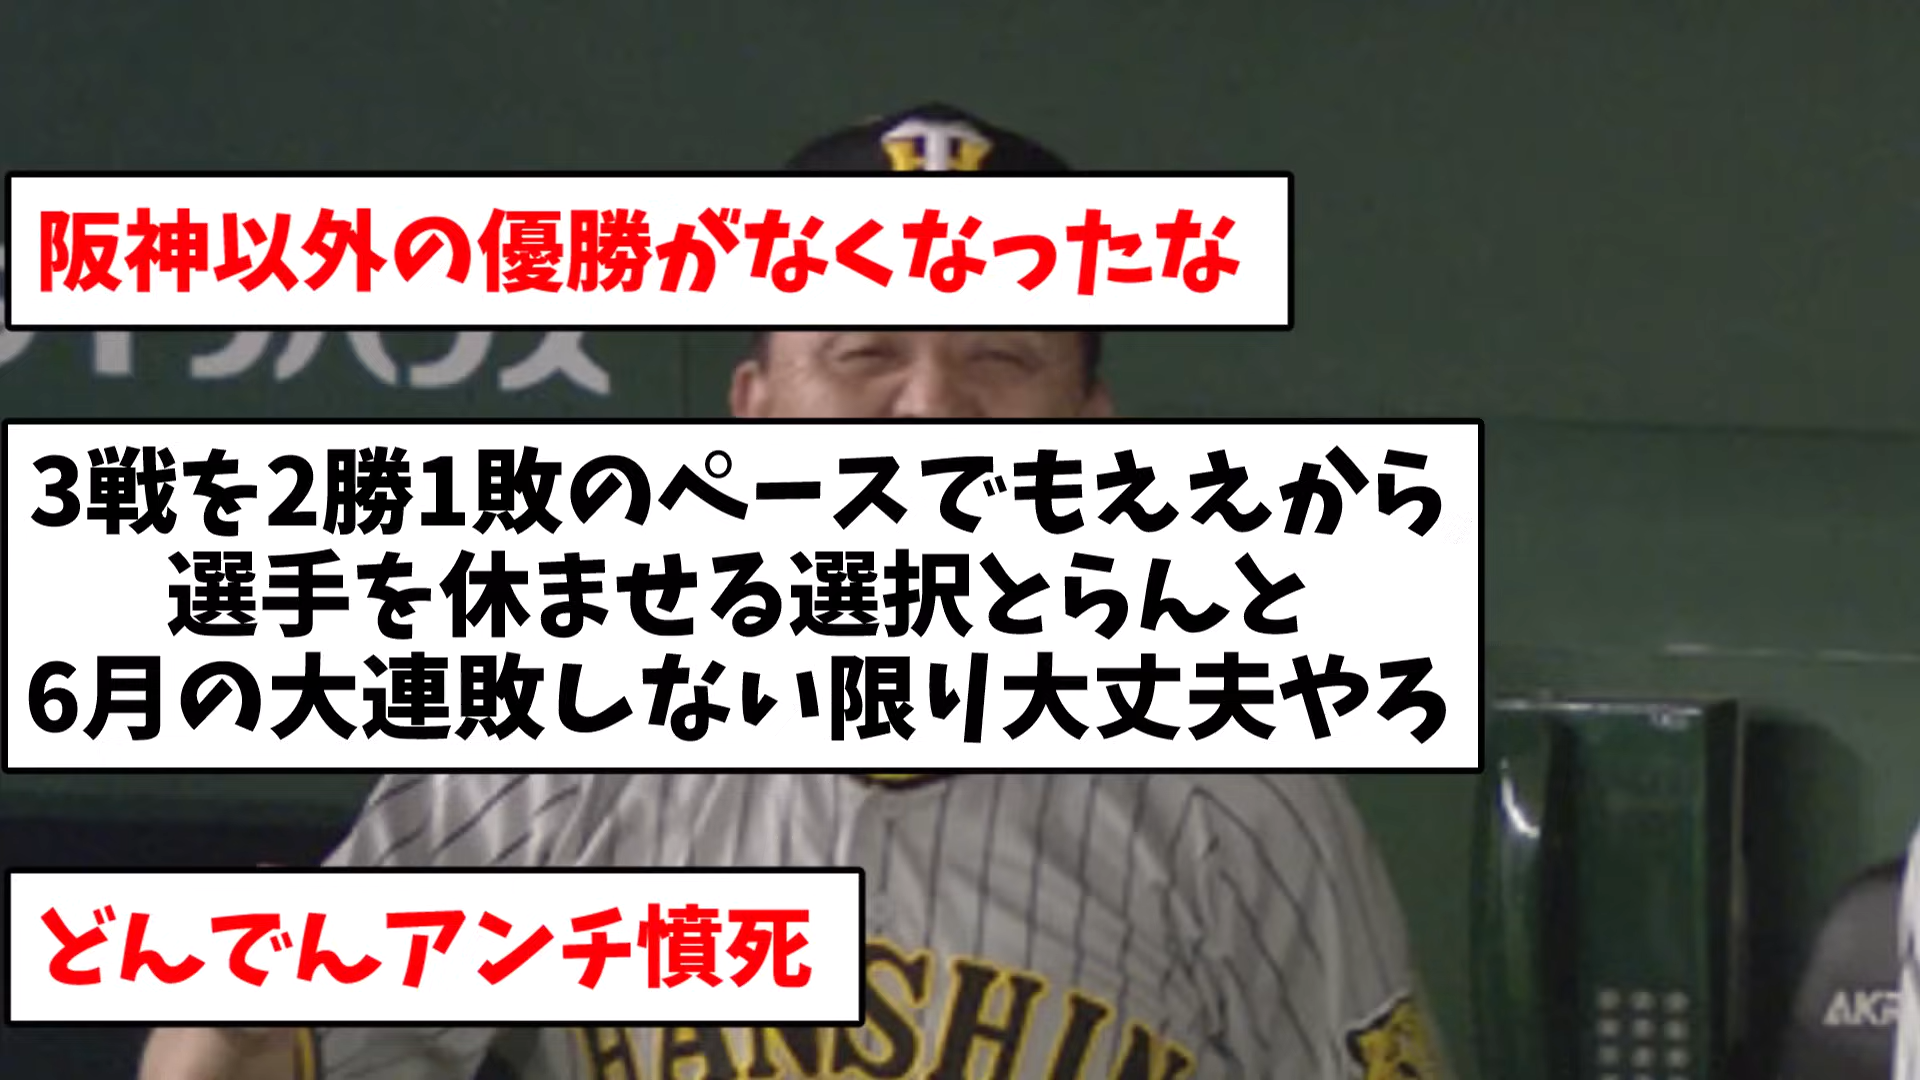 阪神以外の優勝がなくなったな
3戦を2勝1敗のペースでもええから
選手を休ませる選択とらんと
6月の大連敗しない限り大丈夫やろ
どんでんアンチ憤死
HANSHIN